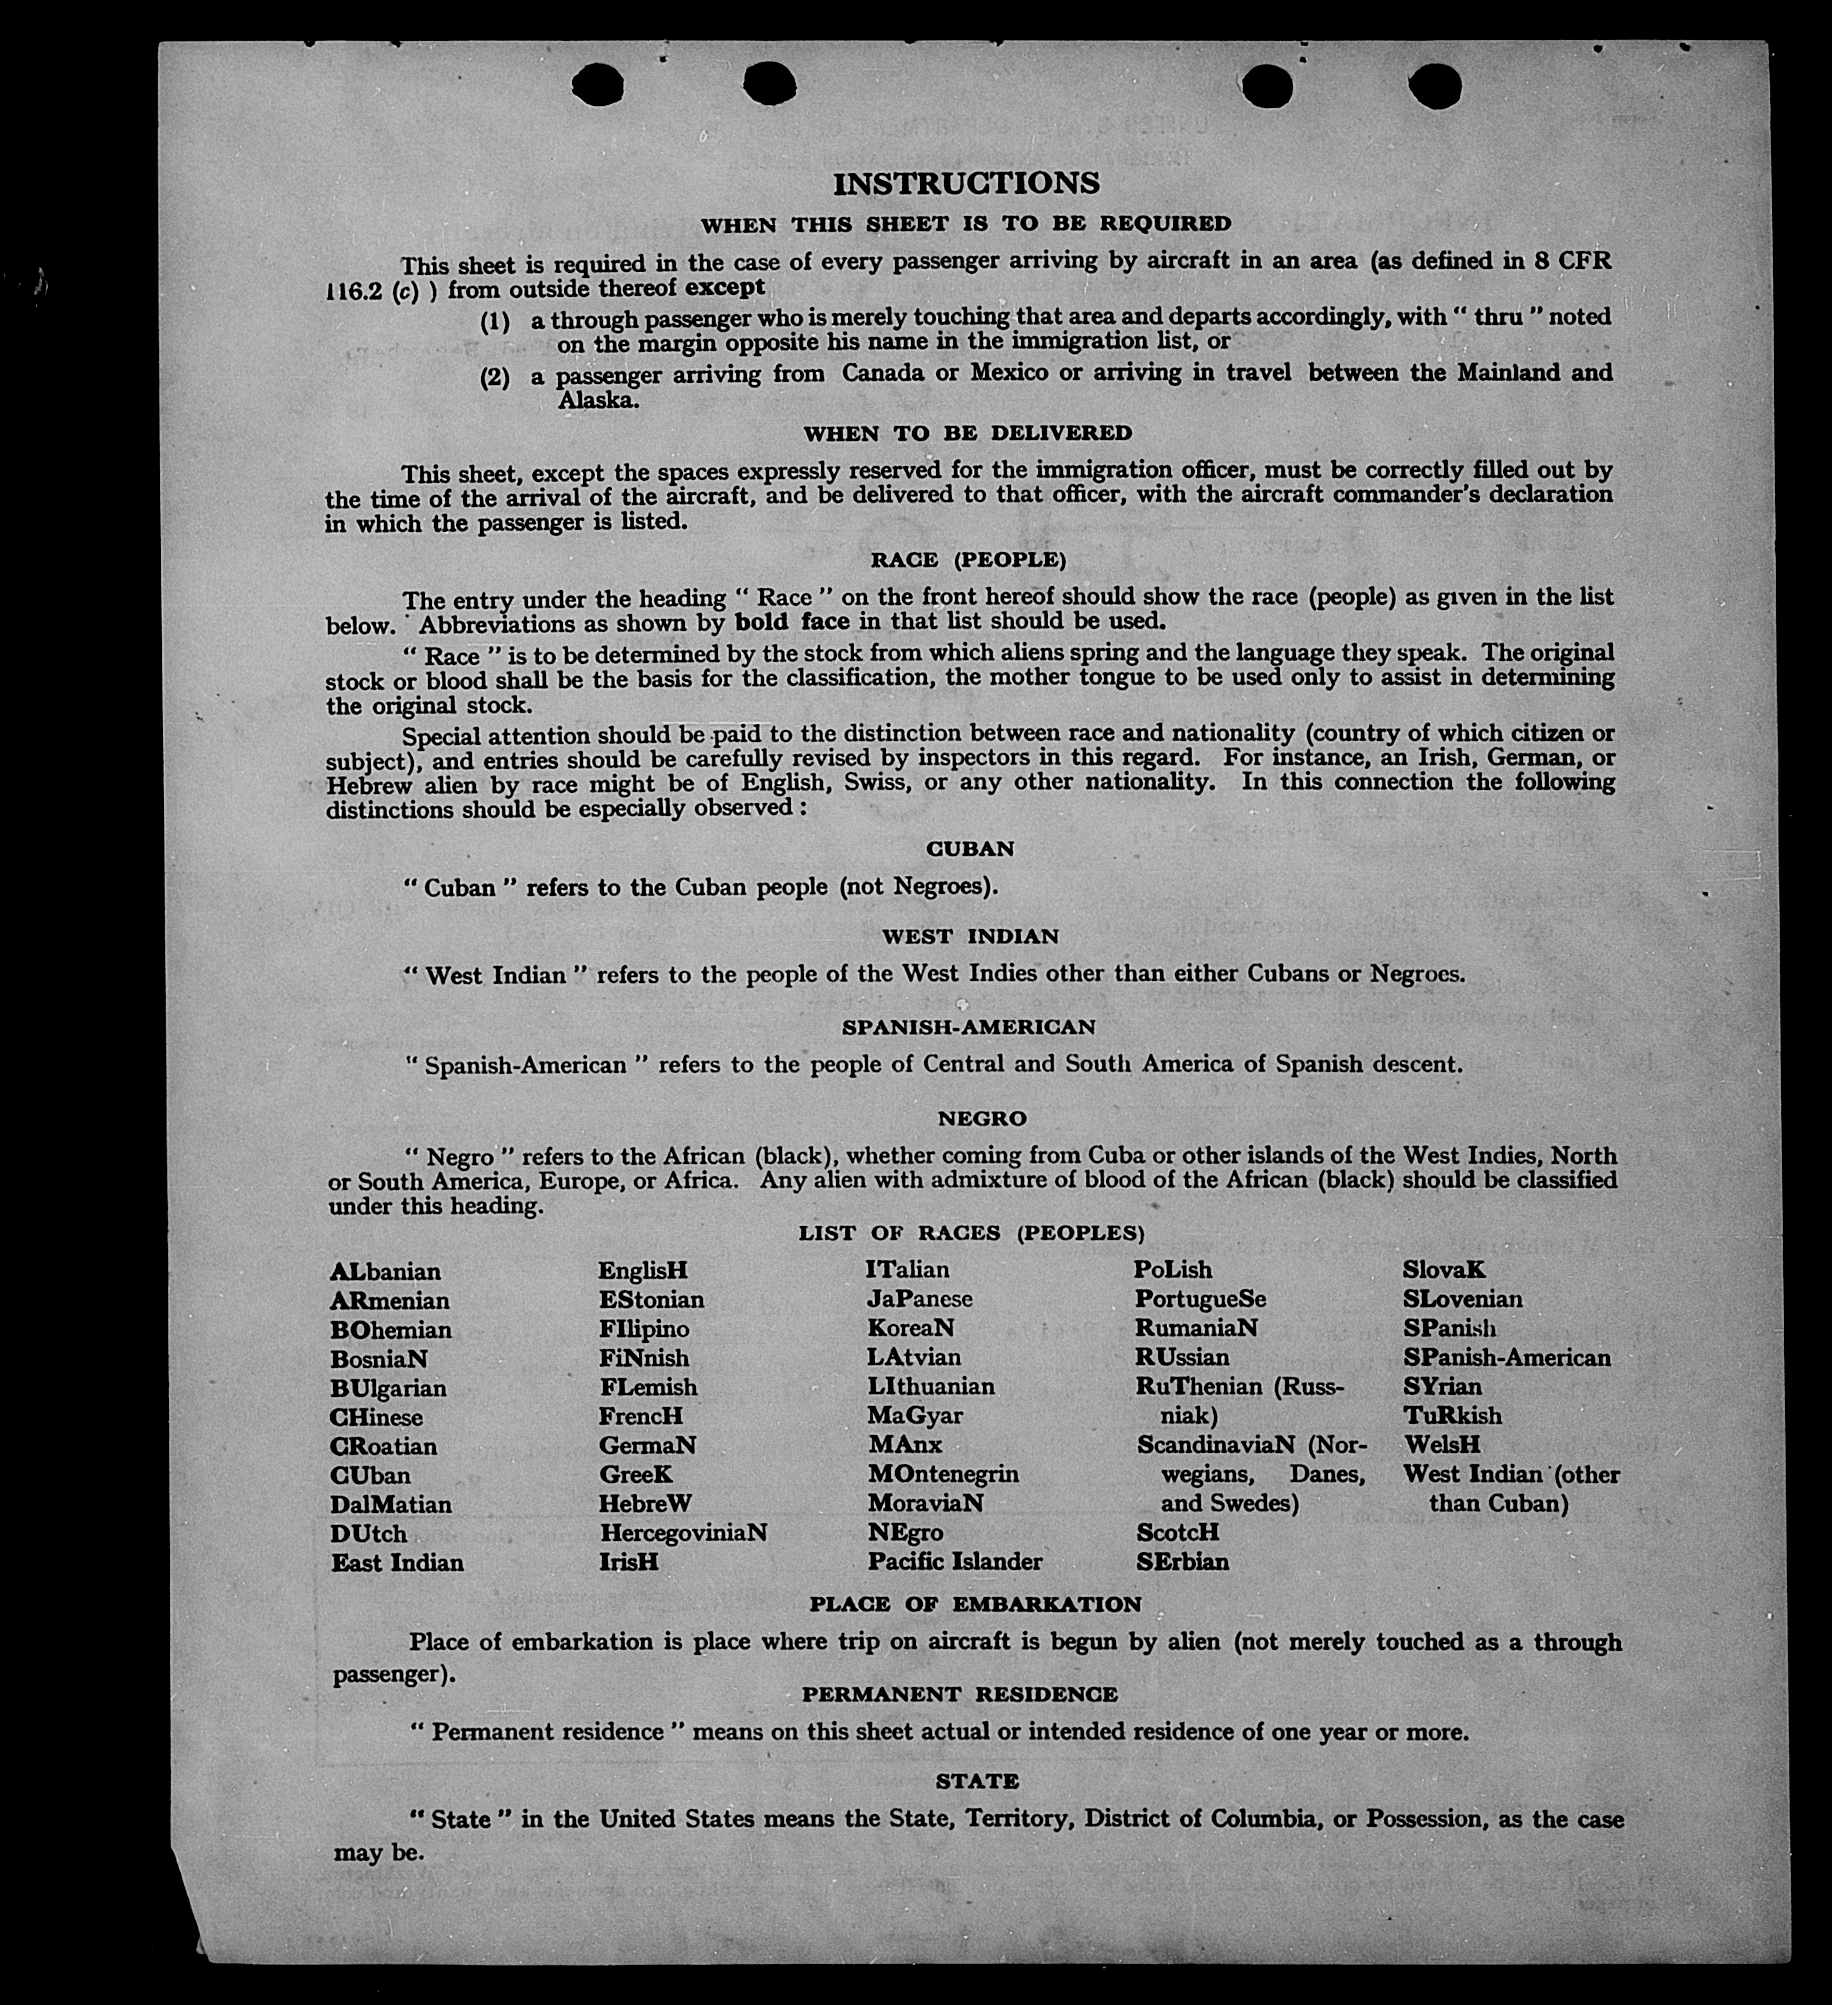 INSTRUCTIONS
WHEN THIS SHEET IS TO BE REQUIRED
This sheet is required in the case of every passenger arriving by aircraft in an area (as defined in 8 CFR
116.2 (c) ) from outside thereof except
(1) a through passenger who is merely touching that area and departs accordingly, with “ thru ” noted
on the margin opposite his name in the immigration list, or
(2) a passenger arriving from Canada or Mexico or arriving in travel between the Mainland and
Alaska.
WHEN TO BE DELIVERED
This sheet, except the spaces expressly reserved for the immigration officer, must be correctly filled out by
the time of the arrival of the aircraft, and be delivered to that officer, with the aircraft commander's declaration
in which the passenger is listed.
RACE (PEOPLE)
The entry under the heading “ Race ” on the front hereof should show the race (people) as given in the list
below. Abbreviations as shown by bold face in that list should be used.
“ Race ” is to be determined by the stock from which aliens spring and the language they speak. The original
stock or blood shall be the basis for the classification, the mother tongue to be used only to assist in determining
the original stock.
Special attention should be paid to the distinction between race and nationality (country of which citizen or
subject), and entries should be carefully revised by inspectors in this regard. For instance, an Irish, German, or
Hebrew alien by race might be of English, Swiss, or any other nationality. In this connection the following
distinctions should be especially observed :
CUBAN
“ Cuban ” refers to the Cuban people (not Negroes).
WEST INDIAN
“ West Indian ” refers to the people of the West Indies other than either Cubans or Negroes.
SPANISH-AMERICAN
“ Spanish-American ” refers to the people of Central and South America of Spanish descent.
NEGRO
“ Negro ” refers to the African (black), whether coming from Cuba or other islands of the West Indies, North
or South America, Europe, or Africa. Any alien with admixture of blood of the African (black) should be classified
under this heading.
LIST OF RACES (PEOPLES)
ALbanian
ARmenian
BOhemian
BosniaN
BUlgarian
CHinese
CRoatian
CUban
DalMatian
DUtch
East Indian
EnglisH
EStonian
FIlipino
FiNnish
FLemish
FrencH
GermaN
GreeK
HebreW
HercegoviniaN
IrisH
ITalian
JaPanese
KoreaN
LAtvian
LIthuanian
MaGyar
MAnx
MOntenegrin
MoraviaN
NEgro
Pacific Islander
PoLish
PortugueSe
RumaniaN
RUssian
RuThenian (Russ-
niak)
ScandinaviaN (Nor-
wegians, Danes,
and Swedes)
ScotcH
SErbian
SlovaK
SLovenian
SPanish
SPanish-American
SYrian
TuRkish
WelsH
West Indian (other
than Cuban)
PLACE OF EMBARKATION
Place of embarkation is place where trip on aircraft is begun by alien (not merely touched as a through
passenger).
PERMANENT RESIDENCE
“ Permanent residence ” means on this sheet actual or intended residence of one year or more.
STATE
“ State ” in the United States means the State, Territory, District of Columbia, or Possession, as the case
may be.